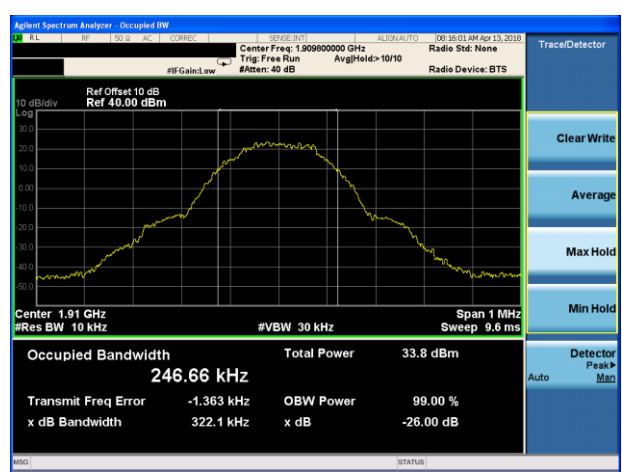 Agilent Spectrum Analyzer - Occupied BW
RL RF 50 Ω AC CORREC SENSE:INT ALIGNAUTO 08:16:01 AM Apr 13, 2018
Center Freq: 1.909800000 GHz Radio Std: None
Trig: Free Run Avg|Hold:>10/10
#IFGain:Low #Atten: 40 dB Radio Device: BTS
Trace/Detector
Ref Offset 10 dB
10 dB/div Ref 40.00 dBm
Log
30.0
20.0
10.0
0.00
-10.0
-20.0
-30.0
-40.0
-50.0
Center 1.91 GHz Span 1 MHz
#Res BW 10 kHz #VBW 30 kHz Sweep 9.6 ms
Occupied Bandwidth Total Power 33.8 dBm
246.66 kHz
Transmit Freq Error -1.363 kHz OBW Power 99.00 %
x dB Bandwidth 322.1 kHz x dB -26.00 dB
Clear Write
Average
Max Hold
Min Hold
Detector
Peak▶
Auto Man
MSG STATUS